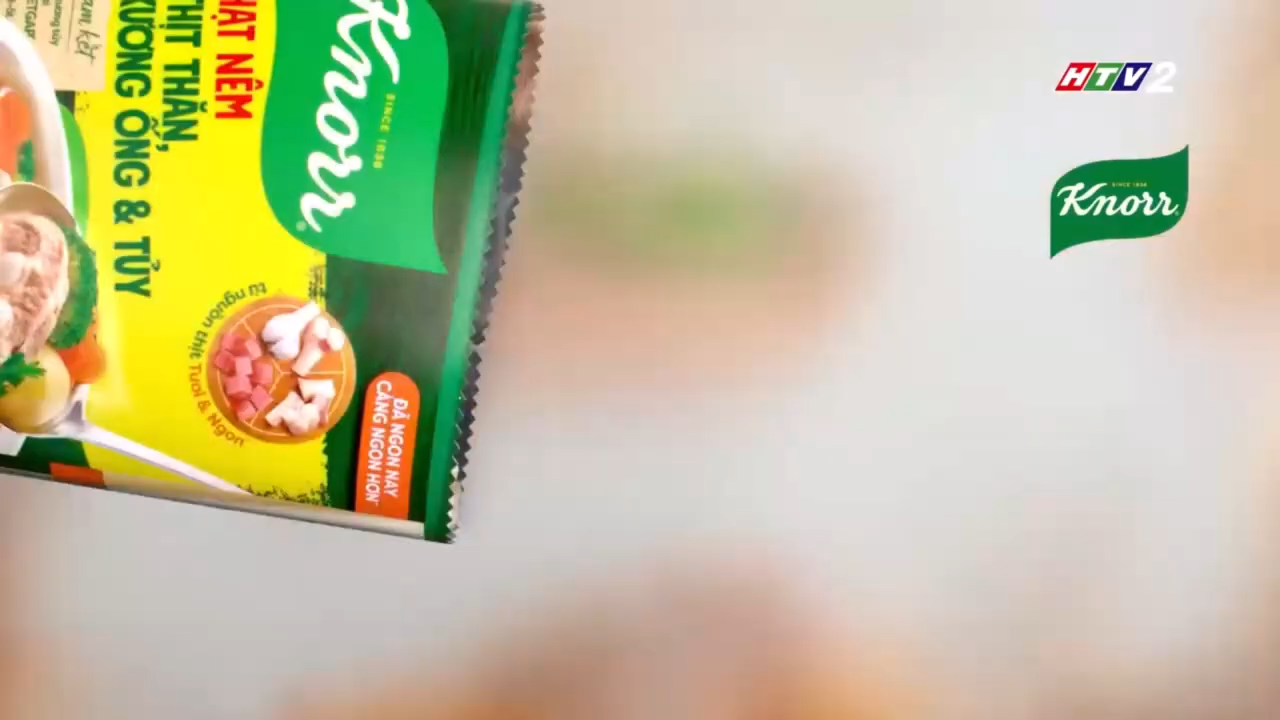 HTV2
SINCE 1838
Knorr
Knorr
SINCE 1838
HẠT NÊM
THỊT THĂN,
XƯƠNG ỐNG & TỦY
từ nguồn thịt Tươi & Ngon
ĐÃ NGON NAY
CÀNG NGON HƠN